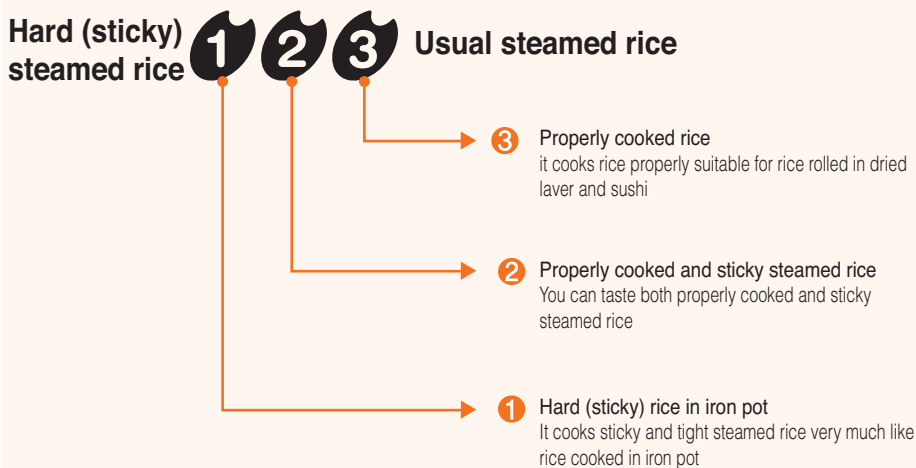 Hard (sticky)
steamed rice
1 2 3
Usual steamed rice
3 Properly cooked rice
it cooks rice properly suitable for rice rolled in dried
laver and sushi
2 Properly cooked and sticky steamed rice
You can taste both properly cooked and sticky
steamed rice
1 Hard (sticky) rice in iron pot
It cooks sticky and tight steamed rice very much like
rice cooked in iron pot